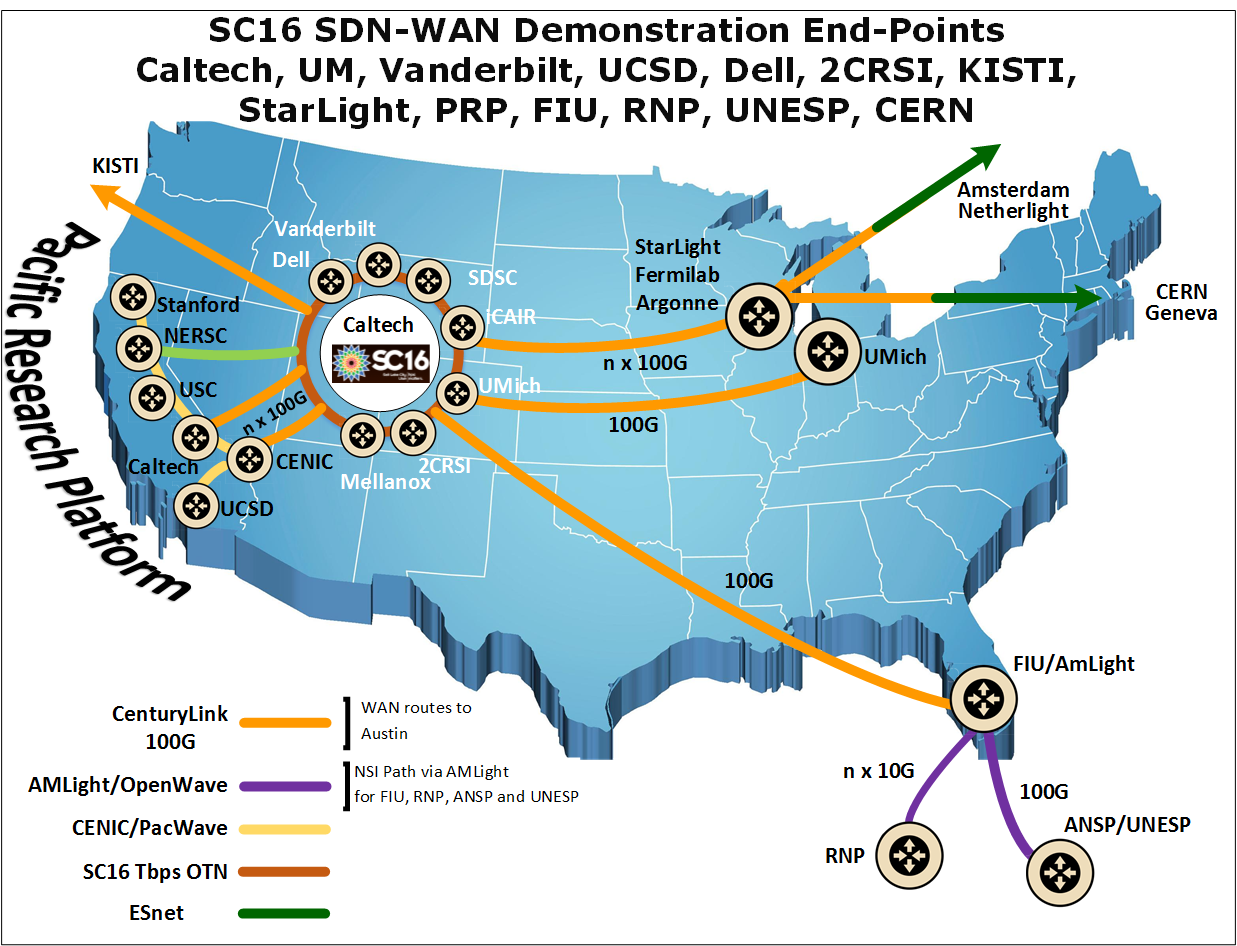 SC16 SDN-WAN Demonstration End-Points
Caltech, UM, Vanderbilt, UCSD, Dell, 2CRSI, KISTI,
StarLight, PRP, FIU, RNP, UNESP, CERN
KISTI
Pacific Research Platform
Vanderbilt
Dell
SDSC
iCAIR
UMich
2CRSI
Mellanox
Caltech
SC16
Stanford
NERSC
USC
Caltech
CENIC
UCSD
n x 100G
StarLight
Fermilab
Argonne
UMich
n x 100G
100G
Amsterdam
Netherlight
CERN
Geneva
100G
FIU/AmLight
n x 10G
100G
RNP
ANSP/UNESP
CenturyLink
100G
WAN routes to
Austin
AMLight/OpenWave
NSI Path via AMLight
for FIU, RNP, ANSP and UNESP
CENIC/PacWave
SC16 Tbps OTN
ESnet